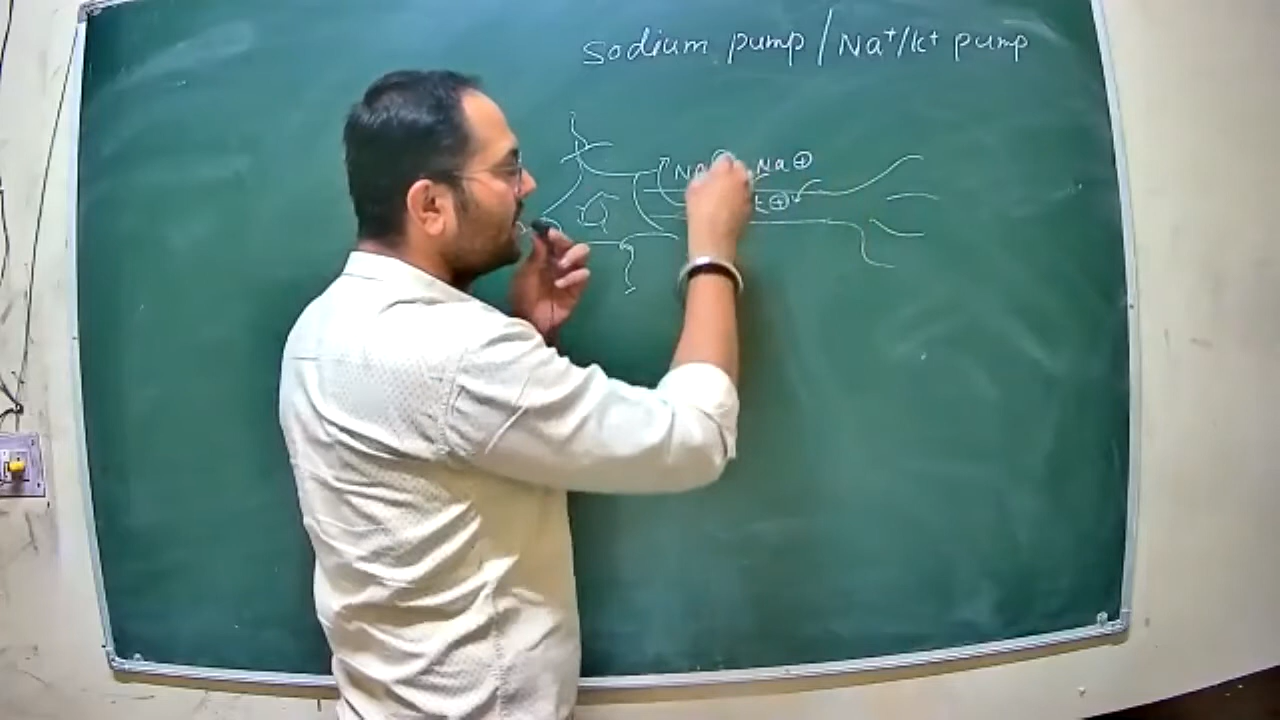 sodium pump / Na⁺/K⁺ pump
Na Na ⊕